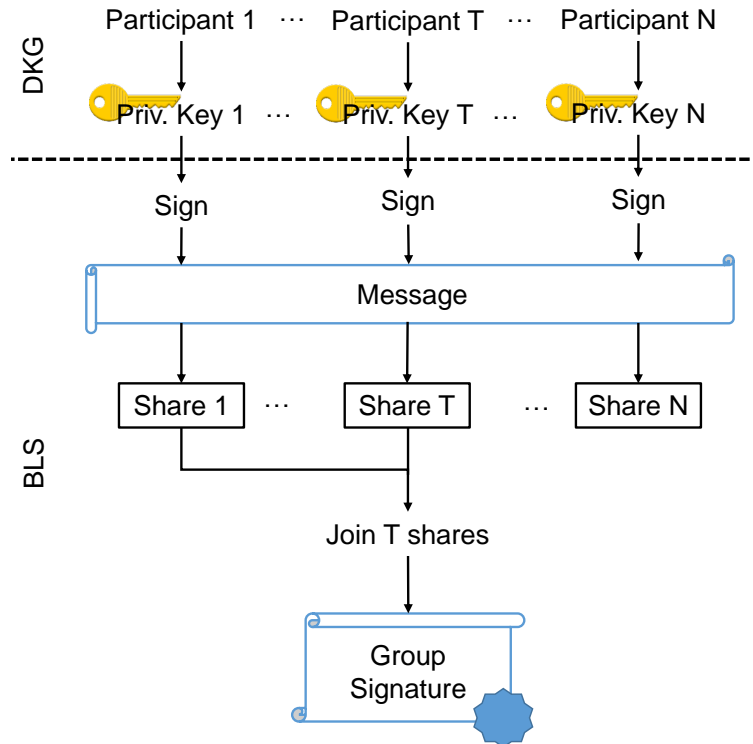 DKG
Participant 1 ··· Participant T ··· Participant N
Priv. Key 1 ··· Priv. Key T ··· Priv. Key N
Sign Sign Sign
Message
BLS
Share 1 ··· Share T ··· Share N
Join T shares
Group
Signature